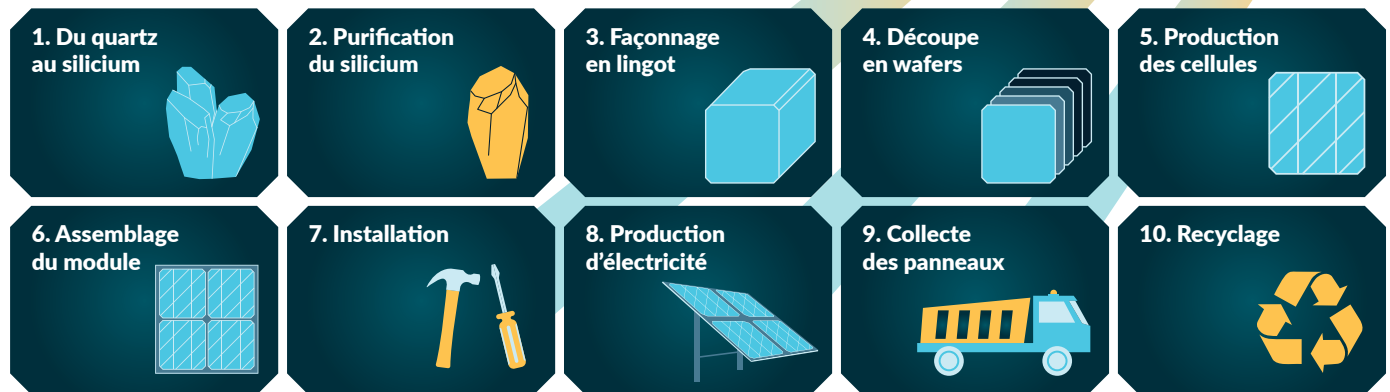 1. Du quartz
au silicium
2. Purification
du silicium
3. Façonnage
en lingot
4. Découpe
en wafers
5. Production
des cellules
6. Assemblage
du module
7. Installation
8. Production
d’électricité
9. Collecte
des panneaux
10. Recyclage